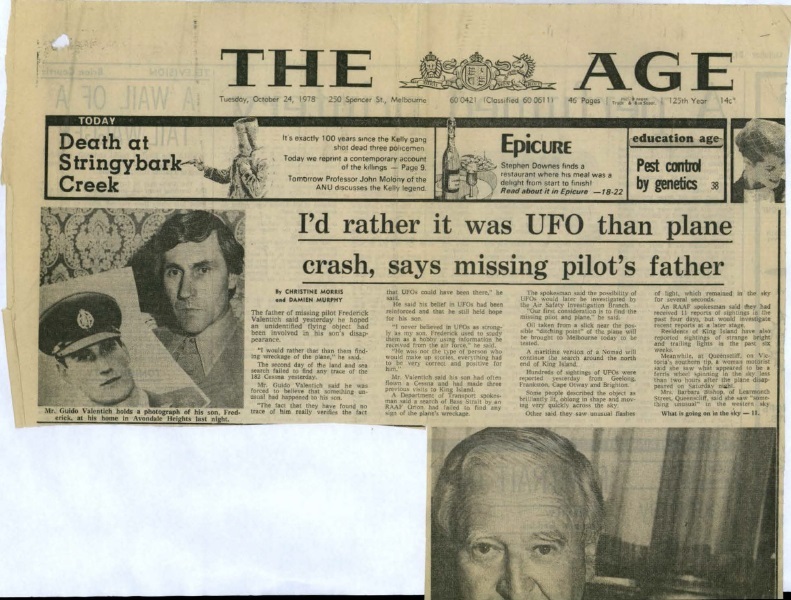 THE AGE
Tuesday, October 24, 1978 250 Spencer St., Melbourne 60 0421 (Classified 60 0611) 46 Pages 125th Year 14c
TODAY
Death at
Stringybark
Creek
It's exactly 100 years since the Kelly gang
shot dead three policemen.
Today we reprint a contemporary account
of the killings — Page 9.
Tomorrow Professor John Molony of the
ANU discusses the Kelly legend.
EPICURE
Stephen Downes finds a
restaurant where his meal was a
delight from start to finish!
Read about it in Epicure —18-22
education age
Pest control
by genetics 38
I'd rather it was UFO than plane
crash, says missing pilot's father
Mr. Guido Valentich holds a photograph of his son, Fred-
erick, at his home in Avondale Heights last night.
By CHRISTINE MORRIS
and DAMIEN MURPHY
The father of missing pilot Frederick
Valentich said yesterday he hoped
an unidentified flying object had
been involved in his son's disap-
pearance.
"I would rather that than them find-
ing wreckage of the plane," he said.
The second day of the land and sea
search failed to find any trace of the
182 Cessna yesterday.
Mr. Guido Valentich said he was
forced to believe that something un-
usual had happened to his son.
"The fact that they have found no
trace of him really verifies the fact
that UFOs could have been there," he
said.
He said his belief in UFOs had been
reinforced and that he still held hope
for his son.
"I never believed in UFOs as strong-
ly as my son. Frederick used to study
them as a hobby using information he
received from the air force," he said.
"He was not the type of person who
would make up stories, everything had
to be very correct and positive for
him."
Mr. Valentich said his son had often
flown a Cessna and had made three
previous visits to King Island.
A Department of Transport spokes-
man said a search of Bass Strait by an
RAAF Orion had failed to find any
sign of the plane's wreckage.
The spokesman said the possibility of
UFOs would later be investigated by
the Air Safety Investigation Branch.
"Our first consideration is to find the
missing pilot and plane," he said.
Oil taken from a slick near the pos-
sible "ditching point" of the plane will
be brought to Melbourne today to be
tested.
A maritime version of a Nomad will
continue the search around the north
end of King Island.
Hundreds of sightings of UFOs were
reported yesterday from Geelong,
Frankston, Cape Otway and Brighton.
Some people described the object as
brilliantly lit, oblong in shape and mov-
ing very quickly across the sky.
Other said they saw unusual flashes
of light, which remained in the sky
for several seconds.
An RAAF spokesman said they had
received 11 reports of sightings in the
past four days, but would investigate
recent reports at a later stage.
Residents of King Island have also
reported sightings of strange bright
and trailing lights in the past six
weeks.
Meanwhile, at Queenscliff, on Vic-
toria's southern tip, a woman motorist
said she saw what appeared to be a
ferris wheel spinning in the sky less
than two hours after the plane disap-
peared on Saturday night.
Mrs. Barbara Bishop, of Learmonth
Street, Queenscliff, said she saw "some-
thing unusual" in the western sky.
What is going on in the sky — 11.